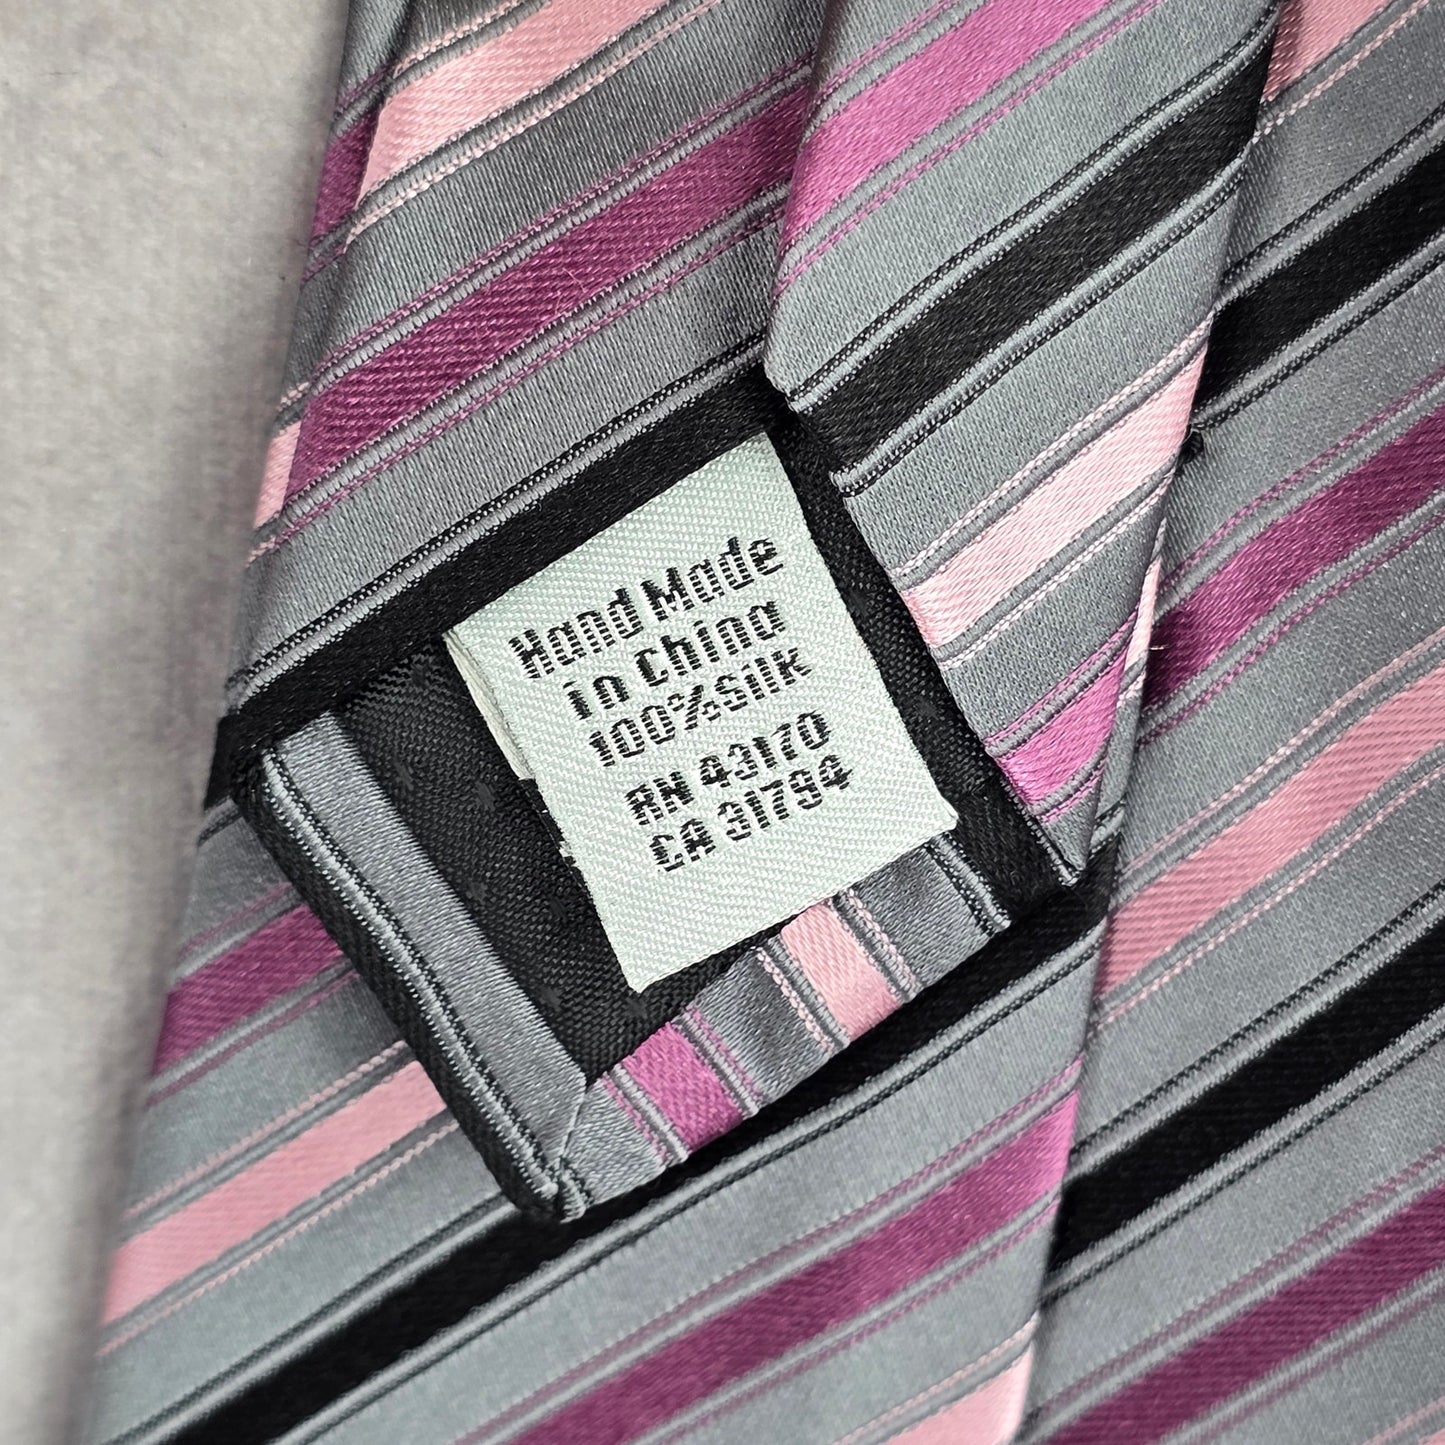 Hand Made
in China
100%silk
RN 43170
CA 31794